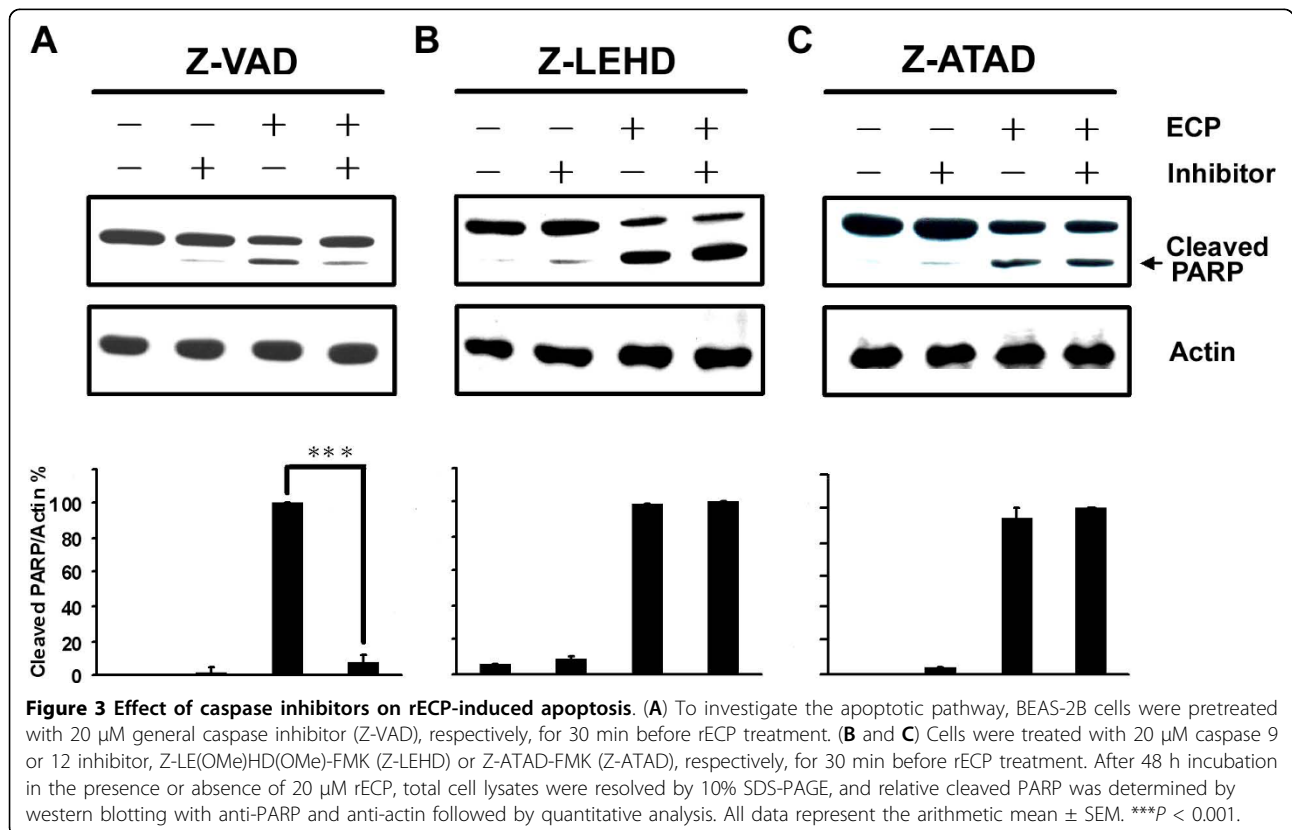 A B C
Z-VAD Z-LEHD Z-ATAD
− − + + − − + + − − + + ECP
− + − + − + − + − + − + Inhibitor
Cleaved
PARP
Actin
***
Cleaved PARP/Actin %
100
80
60
40
20
0
Figure 3 Effect of caspase inhibitors on rECP-induced apoptosis. (A) To investigate the apoptotic pathway, BEAS-2B cells were pretreated
with 20 μM general caspase inhibitor (Z-VAD), respectively, for 30 min before rECP treatment. (B and C) Cells were treated with 20 μM caspase 9
or 12 inhibitor, Z-LE(OMe)HD(OMe)-FMK (Z-LEHD) or Z-ATAD-FMK (Z-ATAD), respectively, for 30 min before rECP treatment. After 48 h incubation
in the presence or absence of 20 μM rECP, total cell lysates were resolved by 10% SDS-PAGE, and relative cleaved PARP was determined by
western blotting with anti-PARP and anti-actin followed by quantitative analysis. All data represent the arithmetic mean ± SEM. ***P < 0.001.